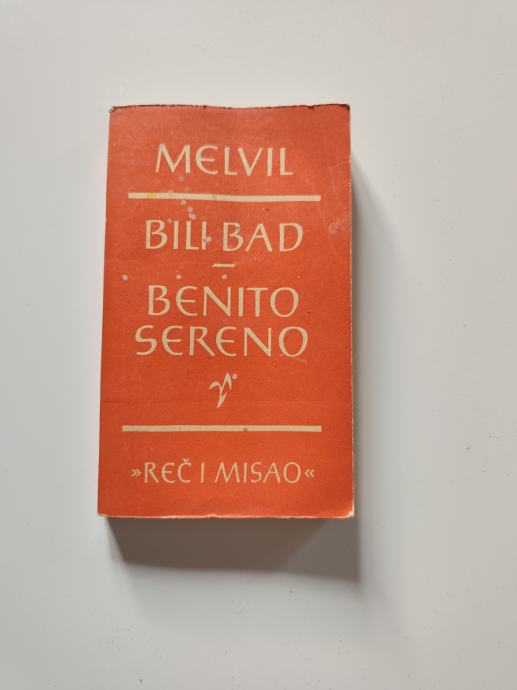 MELVIL
BILI BAD
–
BENITO
SERENO
»REČ I MISAO«